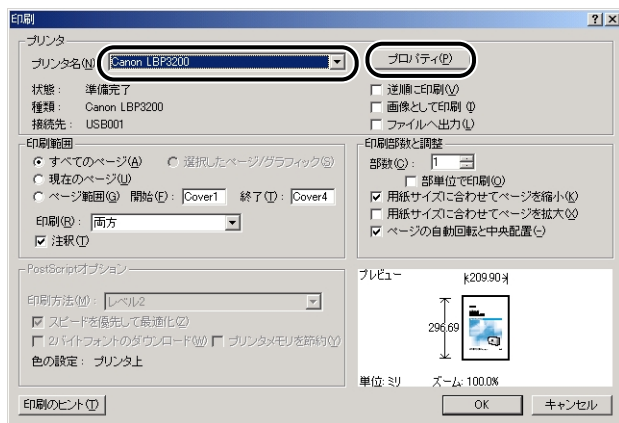 印刷
プリンタ
プリンタ名(N): Canon LBP3200
プロパティ(P)
状態: 準備完了
種類: Canon LBP3200
接続先: USB001
逆順に印刷(V)
画像として印刷(I)
ファイルへ出力(L)
印刷範囲
すべてのページ(A) 選択したページ/グラフィック(S)
現在のページ(U)
ページ範囲(G) 開始(F): Cover1 終了(T): Cover4
印刷(R): 両方
注釈(T)
印刷部数と調整
部数(C): 1
部単位で印刷(O)
用紙サイズに合わせてページを縮小(K)
用紙サイズに合わせてページを拡大(X)
ページの自動回転と中央配置(-)
PostScriptオプション
印刷方法(M): レベル2
スピードを優先して最適化(Z)
2バイトフォントのダウンロード(W) プリンタメモリを節約(Y)
色の設定: プリンタ上
プレビュー
209.90
296.69
単位: ミリ ズーム: 100.0%
印刷のヒント(T)
OK
キャンセル